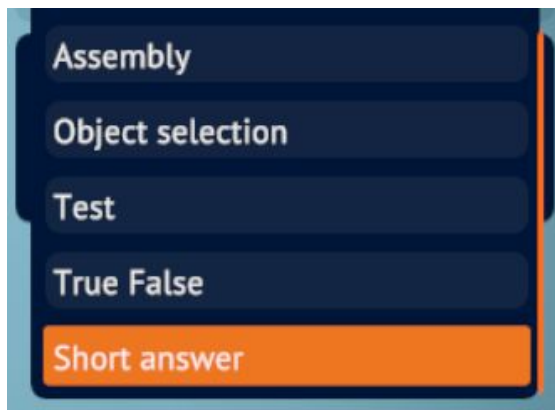 Assembly
Object selection
Test
True False
Short answer